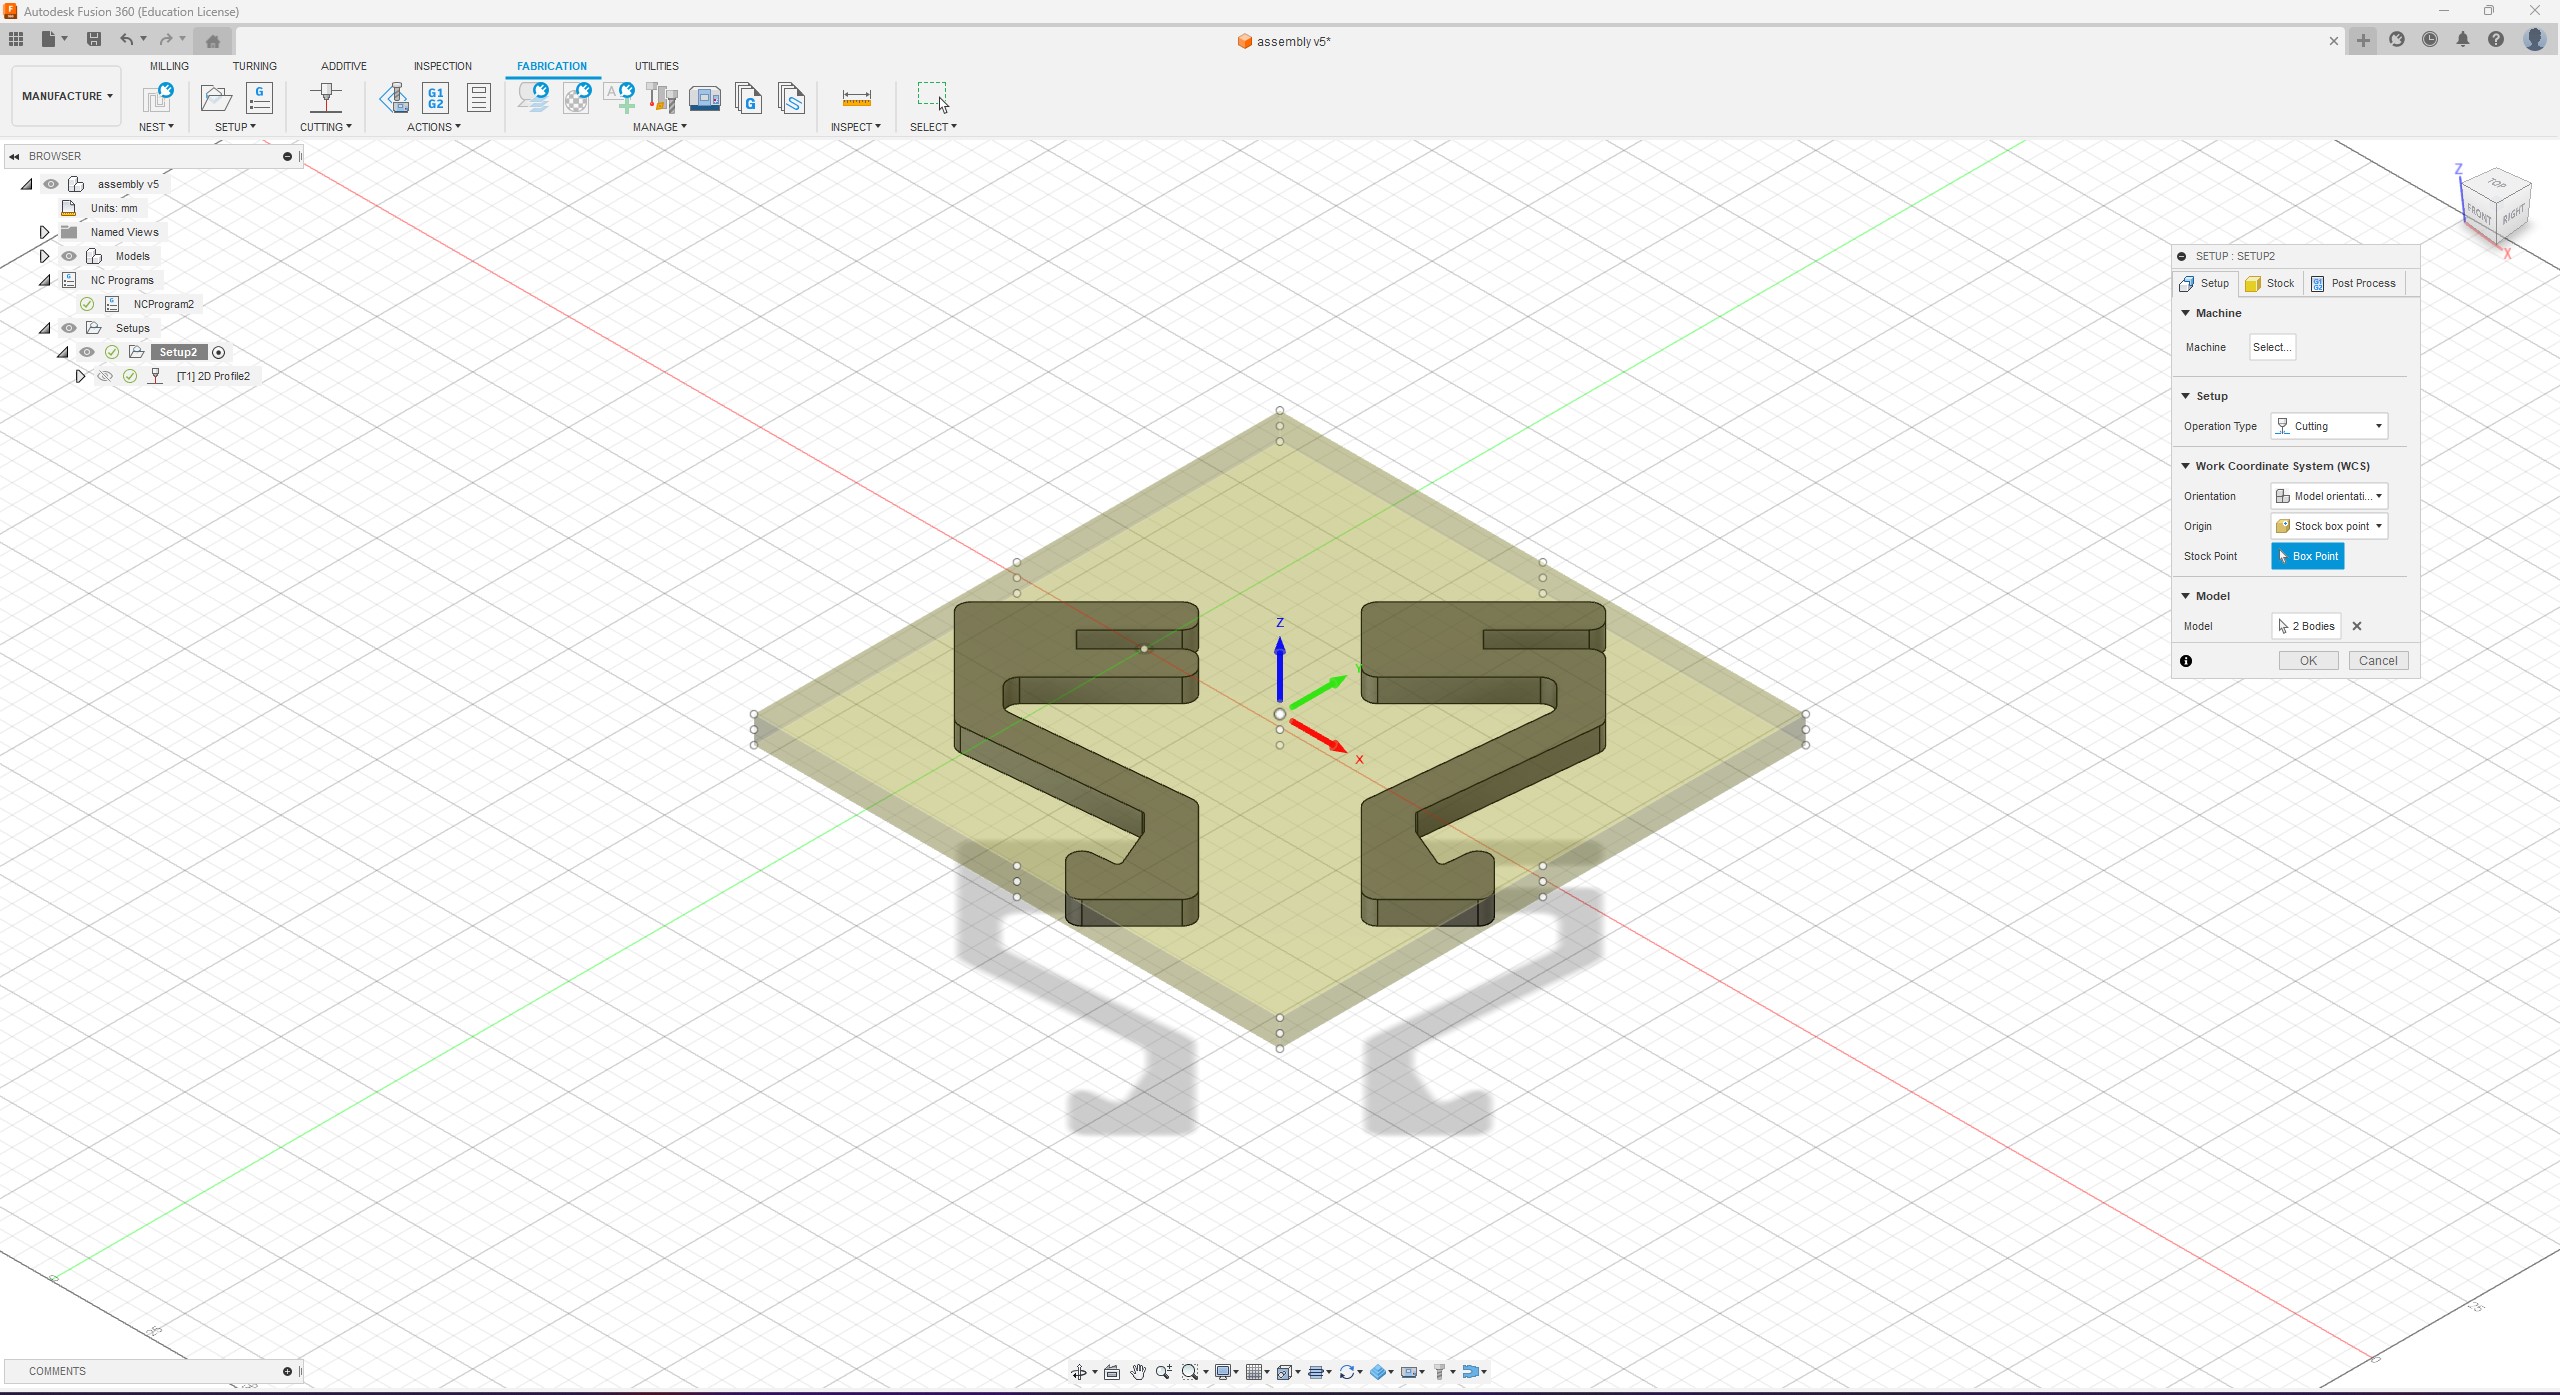 Autodesk Fusion 360 (Education License)
assembly v5*
MILLING TURNING ADDITIVE INSPECTION FABRICATION UTILITIES
MANUFACTURE
G G1 G2 A G
NEST SETUP CUTTING ACTIONS MANAGE INSPECT SELECT
BROWSER
assembly v5
Units: mm
Named Views
Models
NC Programs
NCProgram2
Setups
Setup2
[T1] 2D Profile2
Z
TOP
FRONT RIGHT
X
SETUP : SETUP2
Setup Stock Post Process
Machine
Machine Select...
Setup
Operation Type Cutting
Work Coordinate System (WCS)
Orientation Model orientati...
Origin Stock box point
Stock Point Box Point
Model
Model 2 Bodies
OK Cancel
Z
Y
X
25
COMMENTS